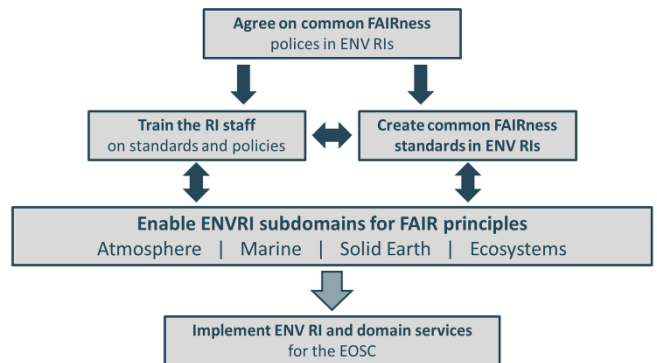 Agree on common FAIRness
polices in ENV RIs
Train the RI staff
on standards and policies
Create common FAIRness
standards in ENV RIs
Enable ENVRI subdomains for FAIR principles
Atmosphere | Marine | Solid Earth | Ecosystems
Implement ENV RI and domain services
for the EOSC